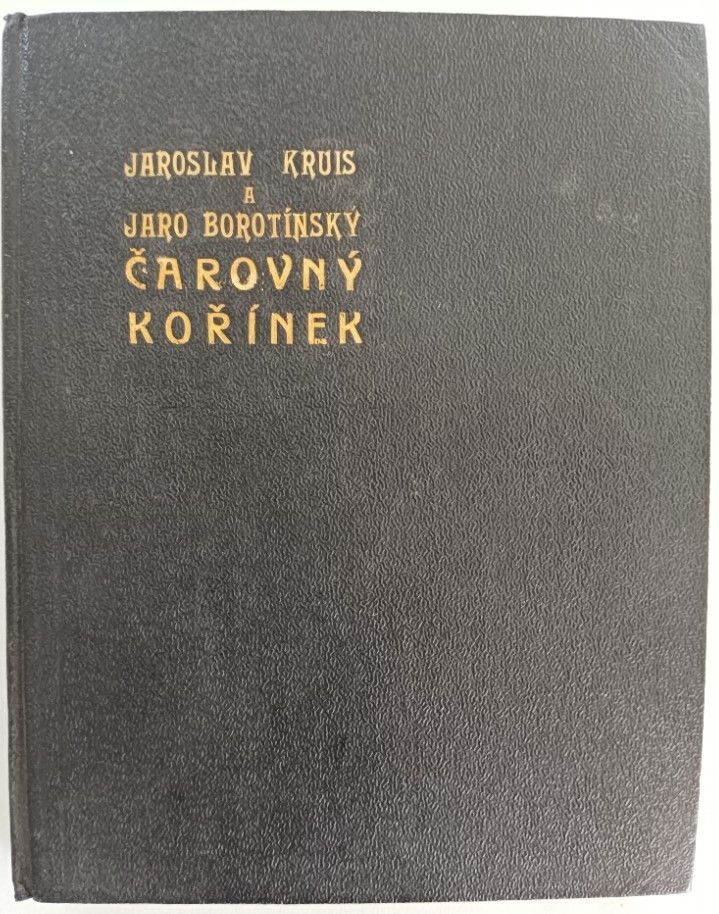 JAROSLAV KRUIS
A
JARO BOROTÍNSKÝ
ČAROVNÝ
KOŘÍNEK